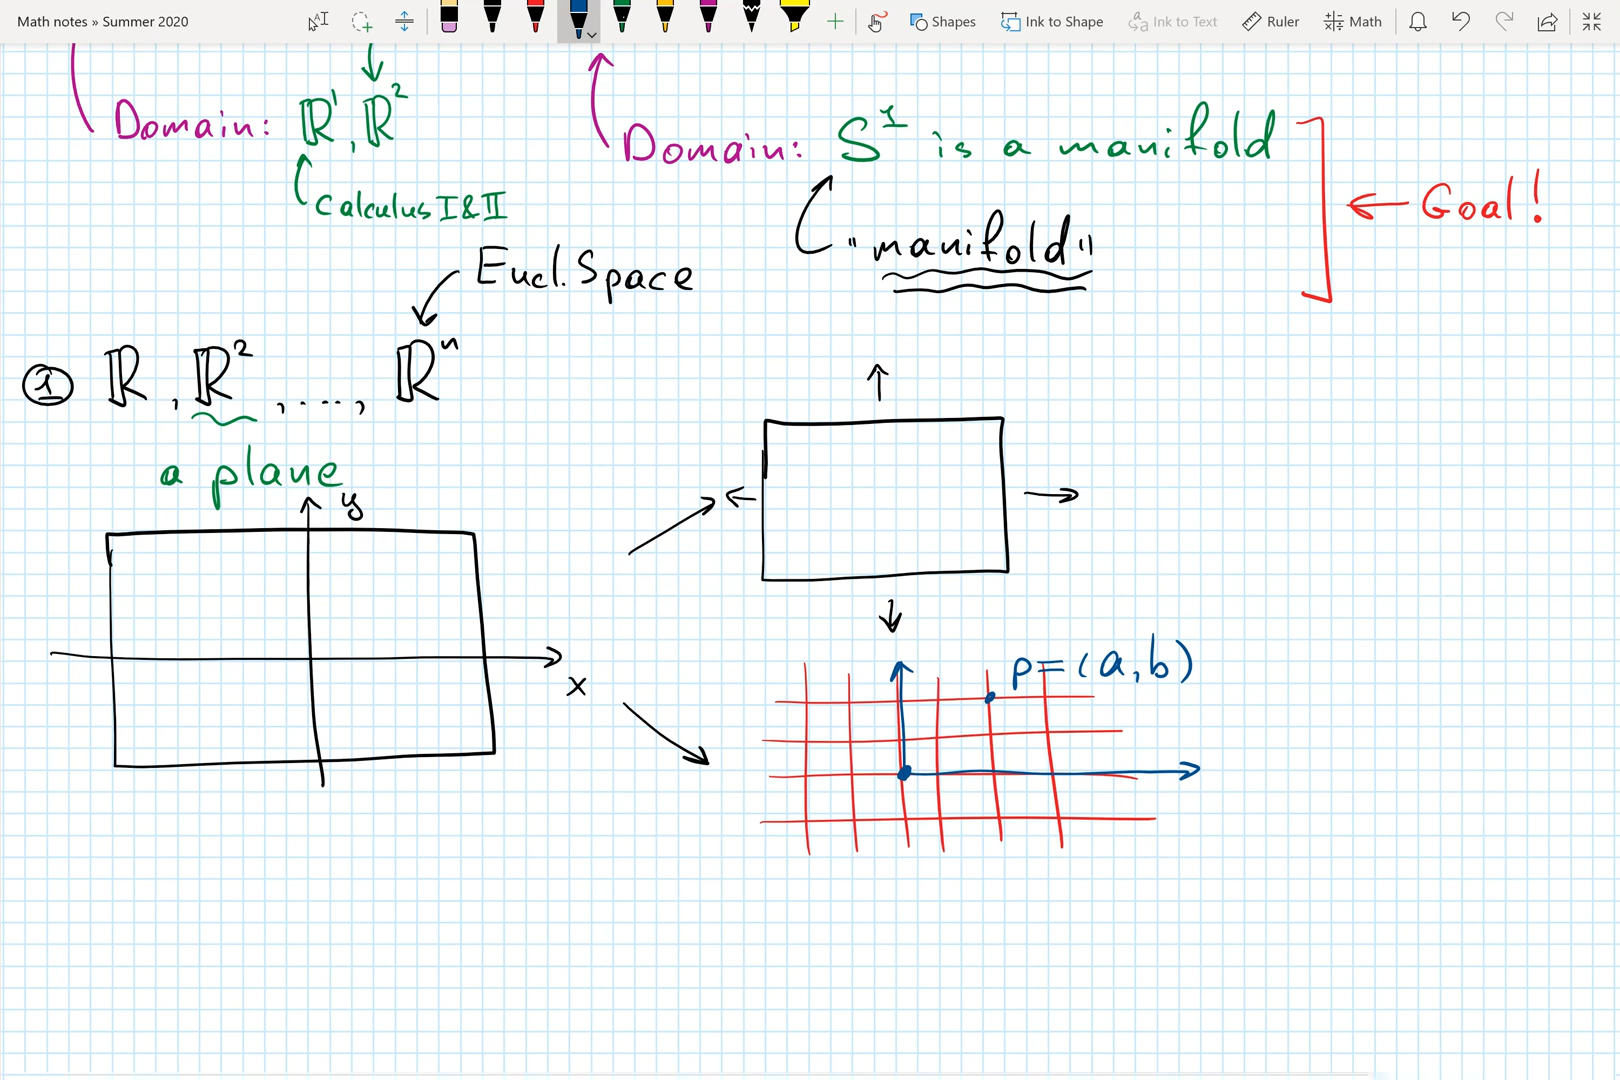 Math notes » Summer 2020
Shapes
Ink to Shape
Ink to Text
Ruler
Math
Domain: ℝ¹, ℝ²
Calculus I & II
Domain: S¹ is a manifold
"manifold"
Goal!
Eucl. Space
① ℝ, ℝ², ...., ℝⁿ
a plane
y
x
p=(a,b)